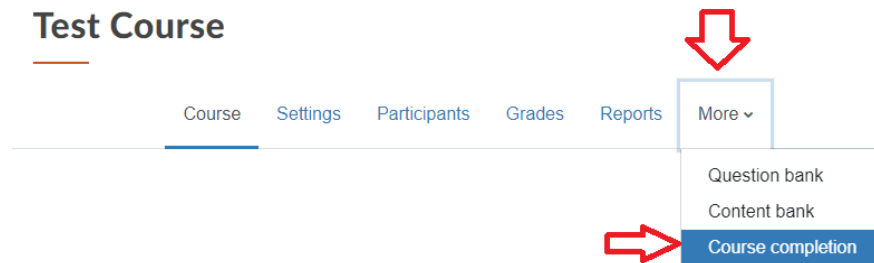 Test Course
Course Settings Participants Grades Reports More
Question bank
Content bank
Course completion